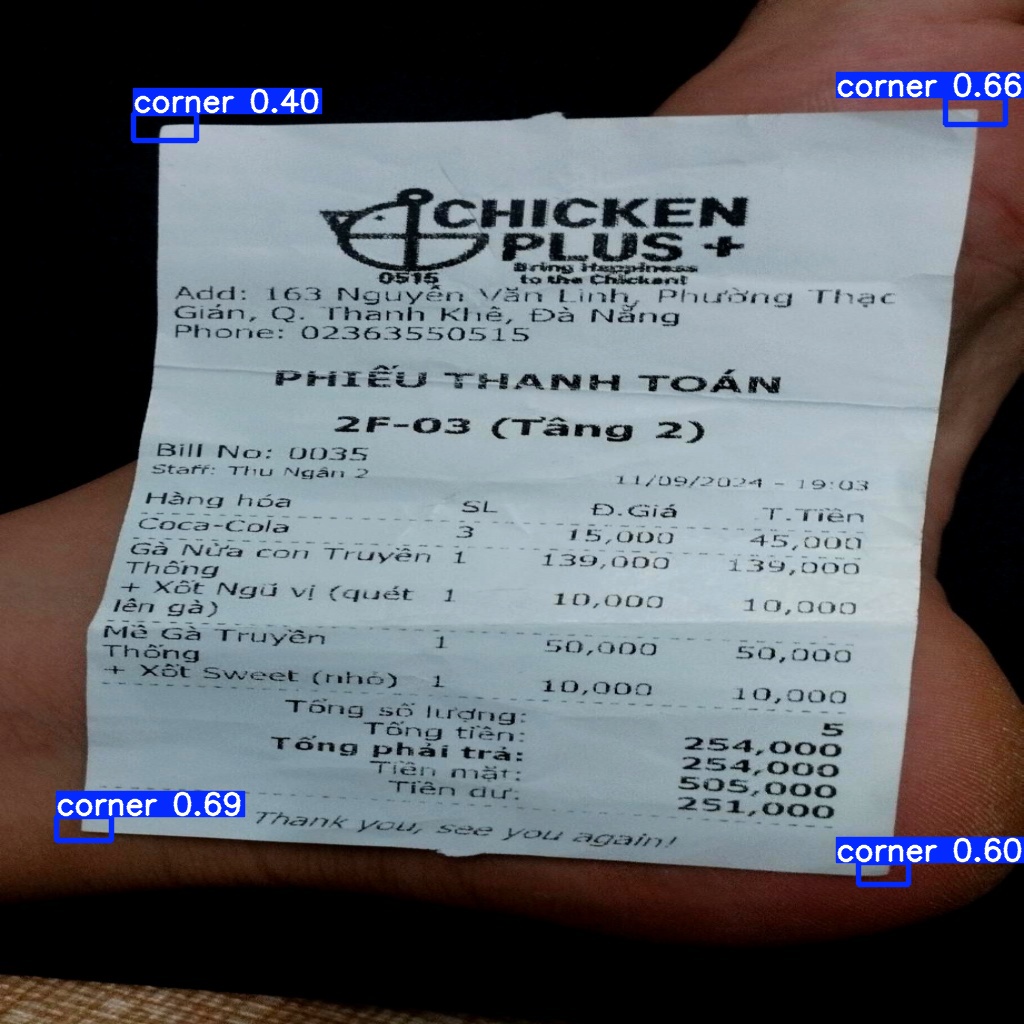 corner 0.40
corner 0.66
CHICKEN
PLUS +
Bring Happiness
to the Chicken!
0515
Add: 163 Nguyễn Văn Linh, Phường Thạc
Gián, Q. Thanh Khê, Đà Nẵng
Phone: 02363550515
PHIẾU THANH TOÁN
2F-03 (Tầng 2)
Bill No: 0035
Staff: Thu Ngân 2 11/09/2024 - 19:03
Hàng hóa SL Đ.Giá T.Tiền
Coca-Cola 3 15,000 45,000
Gà Nửa con Truyền 1 139,000 139,000
Thống
+ Xốt Ngũ vị (quét 1 10,000 10,000
lên gà)
Mề Gà Truyền 1 50,000 50,000
Thống
+ Xốt Sweet (nhỏ) 1 10,000 10,000
Tổng số lượng: 5
Tổng tiền: 254,000
Tổng phải trả: 254,000
Tiền mặt: 505,000
Tiền dư: 251,000
Thank you, see you again!
corner 0.69
corner 0.60